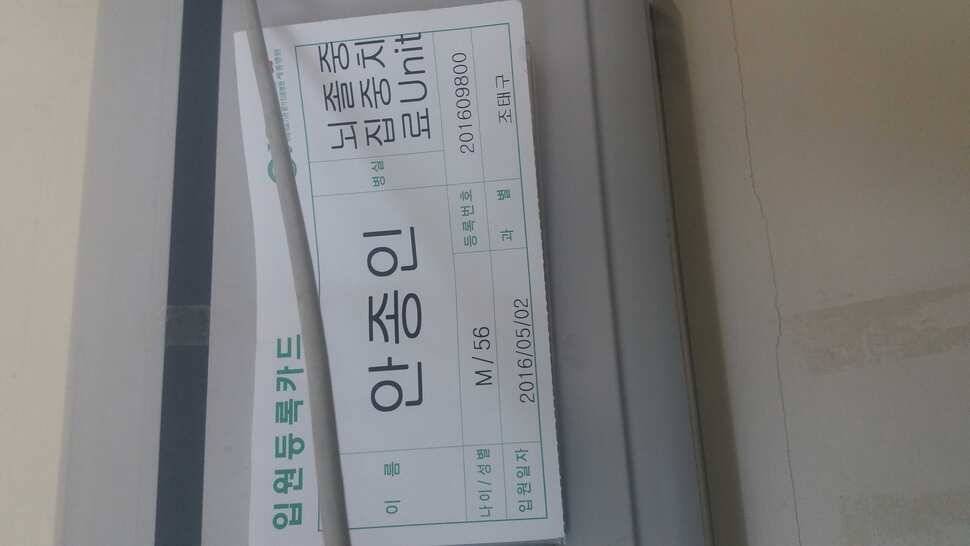 입원등록카드
이 름
안종인
병실
뇌졸중
집중치
료Unit
나이/성별
M / 56
등록번호
201609800
입원일자
2016/05/02
과 별
조태구